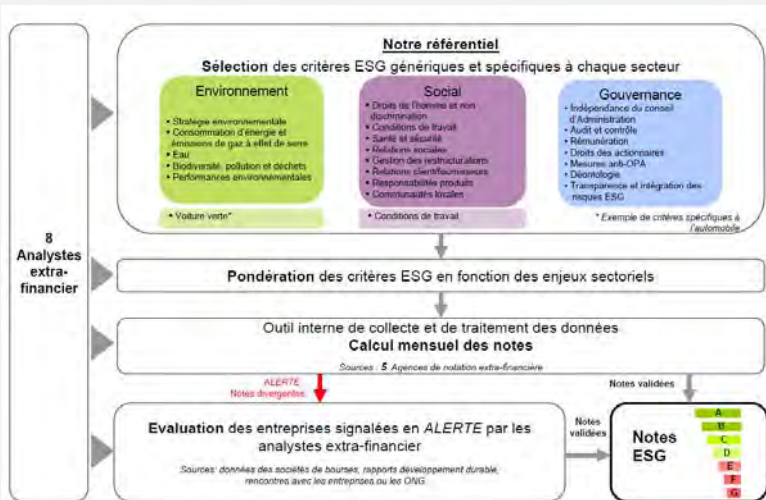 Notre référentiel
Sélection des critères ESG génériques et spécifiques à chaque secteur
Environnement
• Stratégie environnementale
• Consommation d'énergie et
émissions de gaz à effet de serre
• Eau
• Biodiversité, pollution et déchets
• Performances environnementales
• Voiture verte*
Social
• Droits de l'homme et non
discrimination
• Conditions de travail
• Santé et sécurité
• Relations sociales
• Gestion des restructurations
• Relations client/fournisseurs
• Responsabilités produits
• Communautés locales
• Conditions de travail
Gouvernance
• Indépendance du conseil
d'Administration
• Audit et contrôle
• Rémunération
• Droits des actionnaires
• Mesures anti-OPA
• Déontologie
• Transparence et intégration des
risques ESG
* Exemple de critères spécifiques à
l'automobile
8
Analystes
extra-
financier
Pondération des critères ESG en fonction des enjeux sectoriels
Outil interne de collecte et de traitement des données
Calcul mensuel des notes
Sources : 5 Agences de notation extra-financière
ALERTE
Notes divergentes
Notes validées
Evaluation des entreprises signalées en ALERTE par les
analystes extra-financier
Sources: données des sociétés de bourses, rapports développement durable,
rencontres avec les entreprises ou les ONG
Notes
validées
Notes
ESG
A
B
C
D
E
F
G